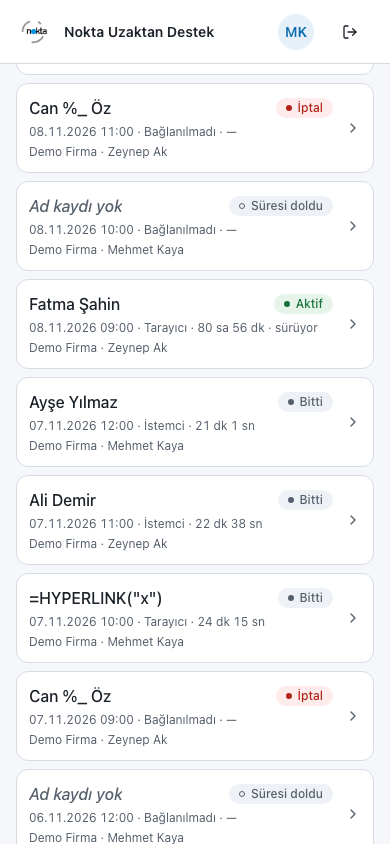 nokta
Nokta Uzaktan Destek
MK
Can %_ Öz
İptal
08.11.2026 11:00 · Bağlanılmadı · —
Demo Firma · Zeynep Ak
Ad kaydı yok
Süresi doldu
08.11.2026 10:00 · Bağlanılmadı · —
Demo Firma · Mehmet Kaya
Fatma Şahin
Aktif
08.11.2026 09:00 · Tarayıcı · 80 sa 56 dk · sürüyor
Demo Firma · Zeynep Ak
Ayşe Yılmaz
Bitti
07.11.2026 12:00 · İstemci · 21 dk 1 sn
Demo Firma · Mehmet Kaya
Ali Demir
Bitti
07.11.2026 11:00 · İstemci · 22 dk 38 sn
Demo Firma · Zeynep Ak
=HYPERLINK("x")
Bitti
07.11.2026 10:00 · Tarayıcı · 24 dk 15 sn
Demo Firma · Mehmet Kaya
Can %_ Öz
İptal
07.11.2026 09:00 · Bağlanılmadı · —
Demo Firma · Zeynep Ak
Ad kaydı yok
Süresi doldu
06.11.2026 12:00 · Bağlanılmadı · —
Demo Firma · Mehmet Kaya